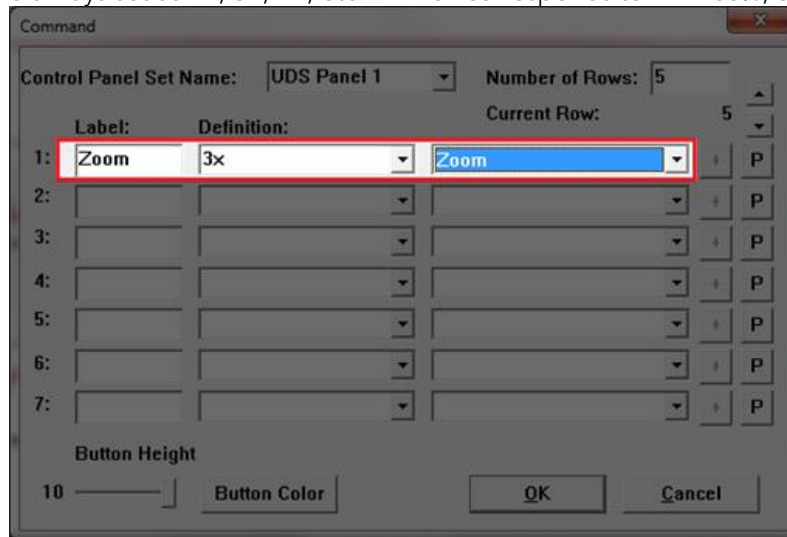 Command
Control Panel Set Name: UDS Panel 1 Number of Rows: 5
Current Row: 5
Label: Definition:
1: Zoom 3x Zoom + P
2: + P
3: + P
4: + P
5: + P
6: + P
7: + P
Button Height
10 Button Color OK Cancel